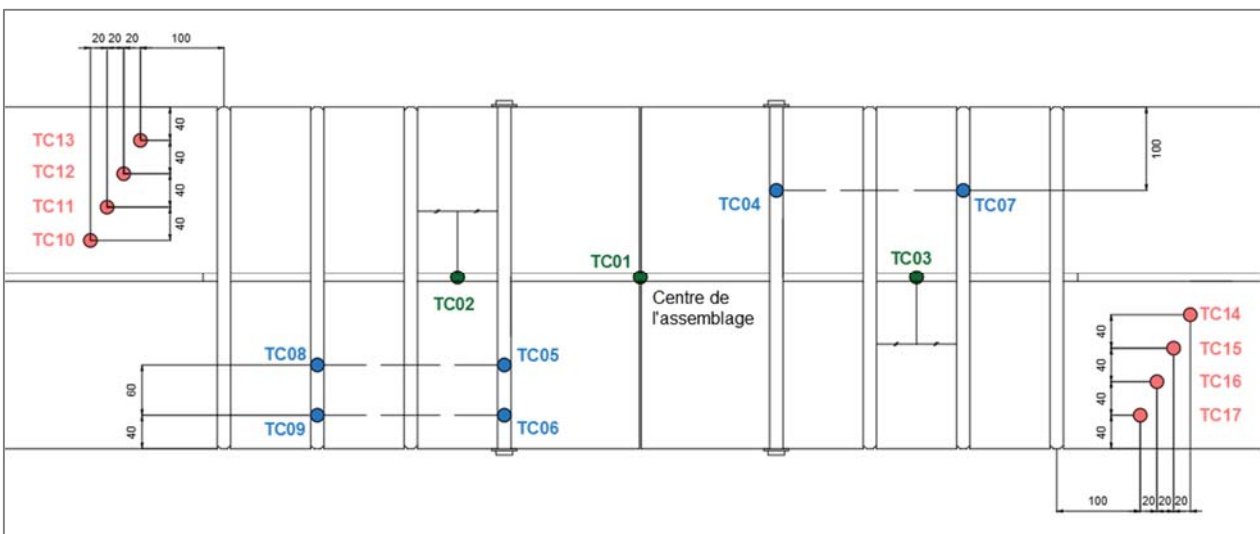 20 20 20 100
40
TC13
40
TC12
40
TC11
40
TC10
100
TC04
TC07
TC01
TC03
TC02
Centre de
l'assemblage
TC14
40
TC15
40
TC16
40
TC17
40
TC08
TC05
60
TC09
TC06
40
100 20 20 20